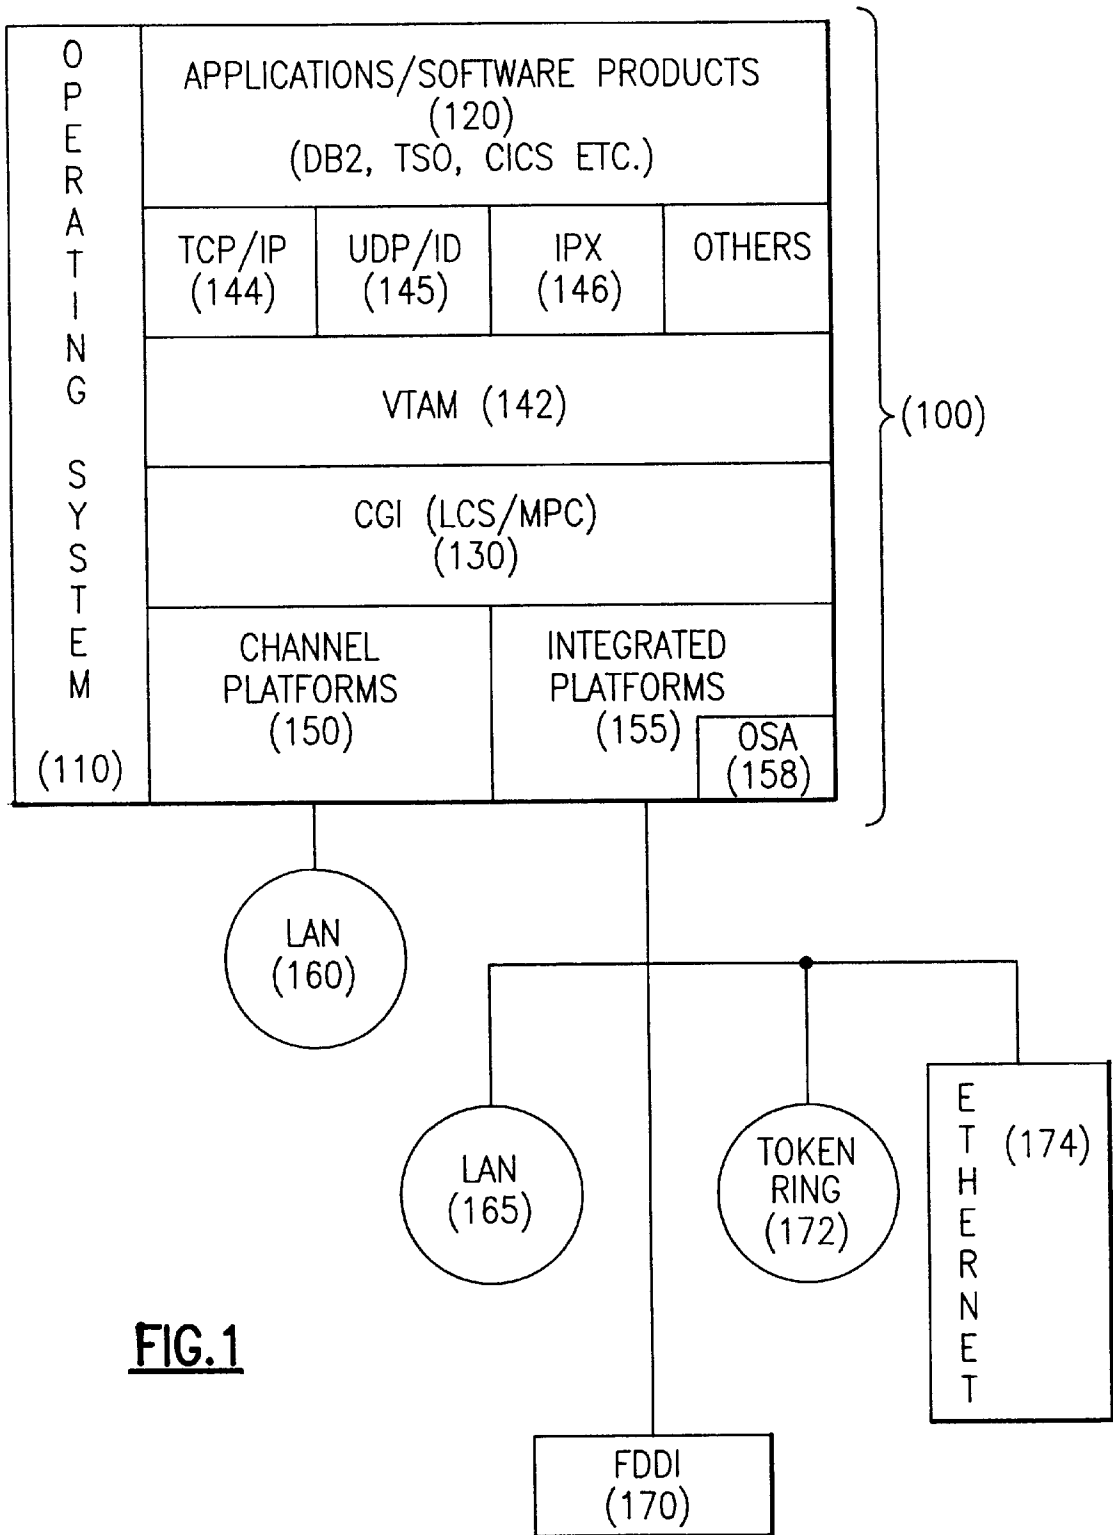 OPERATING SYSTEM
(110)
APPLICATIONS/SOFTWARE PRODUCTS
(120)
(DB2, TSO, CICS ETC.)
TCP/IP
(144)
UDP/ID
(145)
IPX
(146)
OTHERS
VTAM (142)
CGI (LCS/MPC)
(130)
CHANNEL
PLATFORMS
(150)
INTEGRATED
PLATFORMS
(155)
OSA
(158)
(100)
LAN
(160)
LAN
(165)
TOKEN
RING
(172)
ETHERNET
(174)
FDDI
(170)
FIG.1